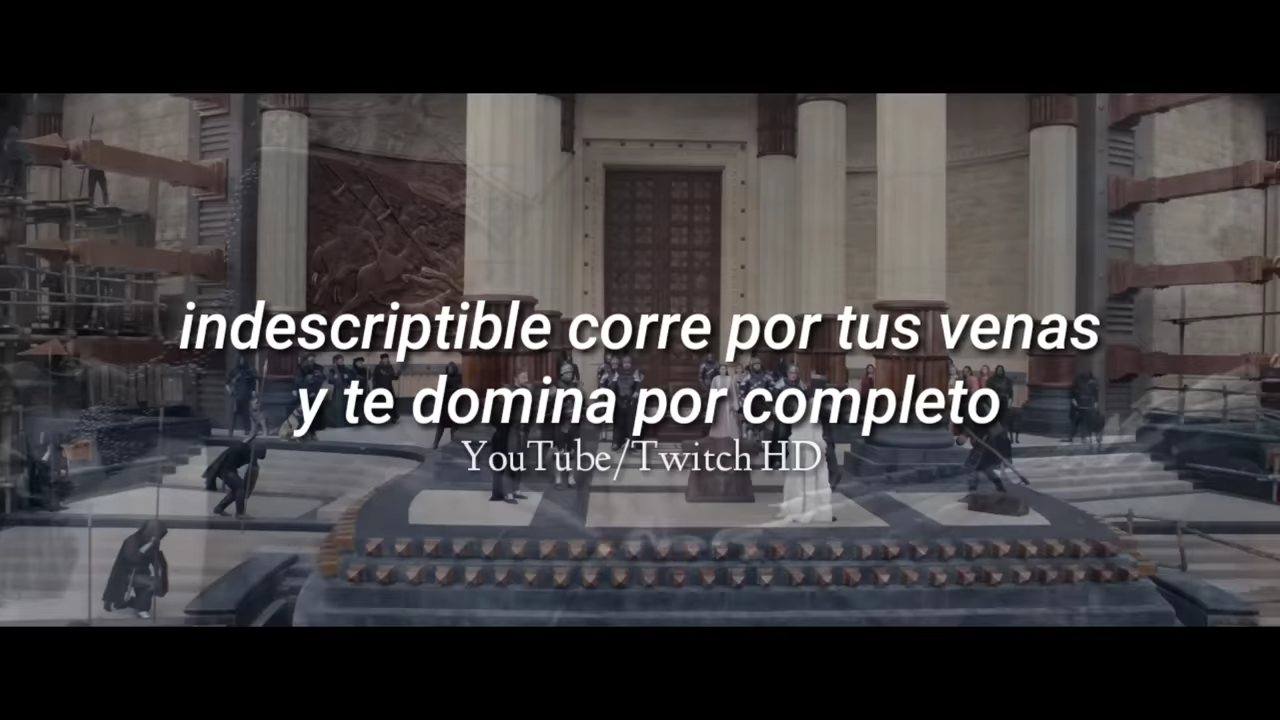 indescriptible corre por tus venas
y te domina por completo
YouTube/Twitch HD